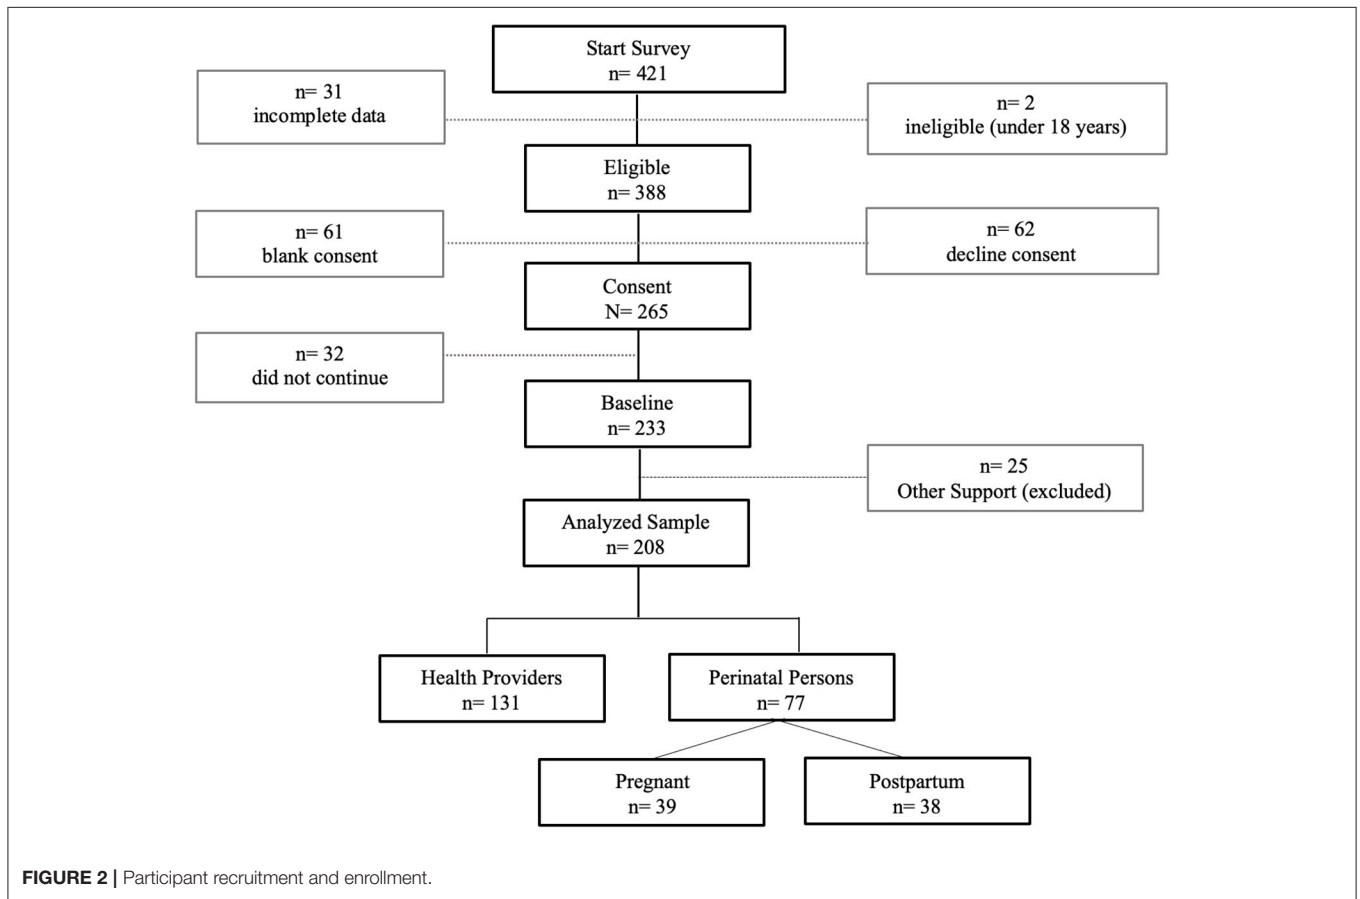 Start Survey
n= 421
n= 31
incomplete data
n= 2
ineligible (under 18 years)
Eligible
n= 388
n= 61
blank consent
n= 62
decline consent
Consent
N= 265
n= 32
did not continue
Baseline
n= 233
n= 25
Other Support (excluded)
Analyzed Sample
n= 208
Health Providers
n= 131
Perinatal Persons
n= 77
Pregnant
n= 39
Postpartum
n= 38
FIGURE 2 | Participant recruitment and enrollment.